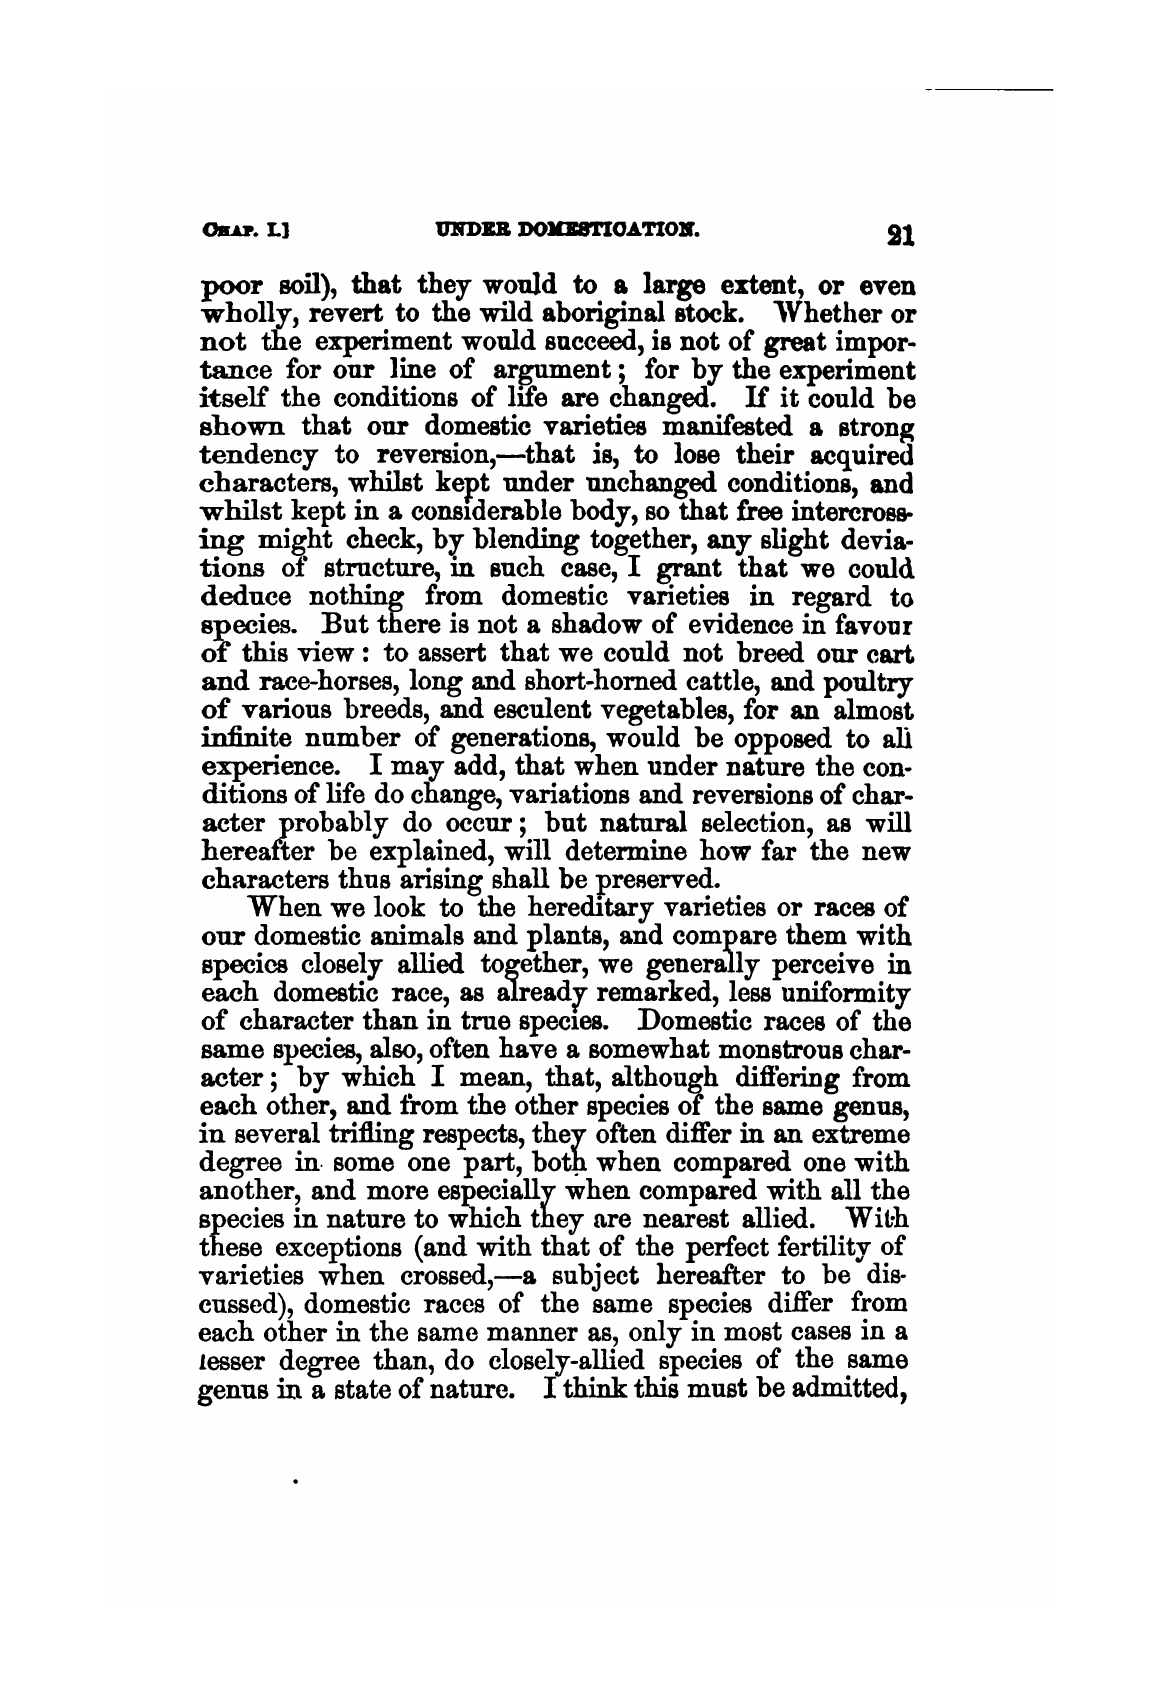 CHAP. I.] UNDER DOMESTICATION. 21
poor soil), that they would to a large extent, or even
wholly, revert to the wild aboriginal stock. Whether or
not the experiment would succeed, is not of great impor-
tance for our line of argument; for by the experiment
itself the conditions of life are changed. If it could be
shown that our domestic varieties manifested a strong
tendency to reversion,—that is, to lose their acquired
characters, whilst kept under unchanged conditions, and
whilst kept in a considerable body, so that free intercross-
ing might check, by blending together, any slight devia-
tions of structure, in such case, I grant that we could
deduce nothing from domestic varieties in regard to
species. But there is not a shadow of evidence in favour
of this view: to assert that we could not breed our cart
and race-horses, long and short-horned cattle, and poultry
of various breeds, and esculent vegetables, for an almost
infinite number of generations, would be opposed to all
experience. I may add, that when under nature the con-
ditions of life do change, variations and reversions of char-
acter probably do occur; but natural selection, as will
hereafter be explained, will determine how far the new
characters thus arising shall be preserved.
When we look to the hereditary varieties or races of
our domestic animals and plants, and compare them with
species closely allied together, we generally perceive in
each domestic race, as already remarked, less uniformity
of character than in true species. Domestic races of the
same species, also, often have a somewhat monstrous char-
acter; by which I mean, that, although differing from
each other, and from the other species of the same genus,
in several trifling respects, they often differ in an extreme
degree in some one part, both when compared one with
another, and more especially when compared with all the
species in nature to which they are nearest allied. With
these exceptions (and with that of the perfect fertility of
varieties when crossed,—a subject hereafter to be dis-
cussed), domestic races of the same species differ from
each other in the same manner as, only in most cases in a
lesser degree than, do closely-allied species of the same
genus in a state of nature. I think this must be admitted,